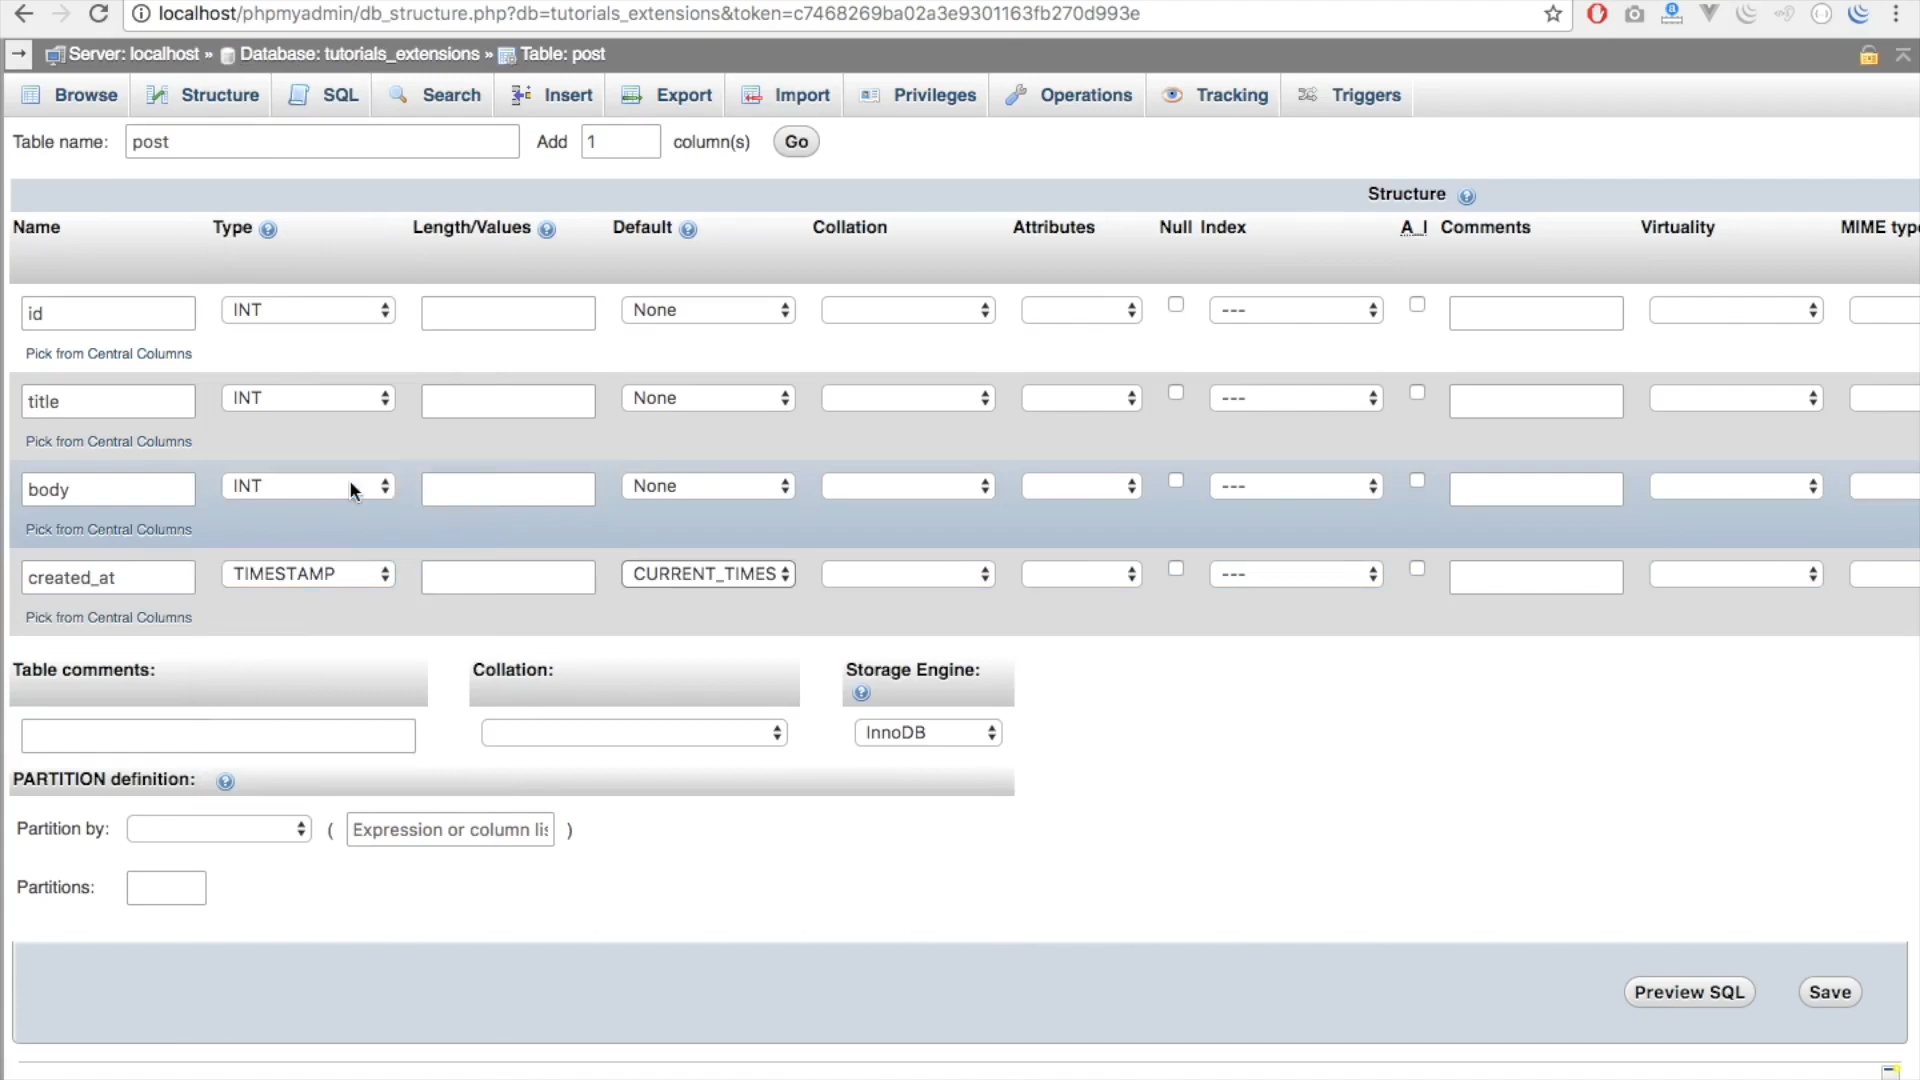 localhost/phpmyadmin/db_structure.php?db=tutorials_extensions&token=c7468269ba02a3e9301163fb270d993e
Server: localhost » Database: tutorials_extensions » Table: post
Browse Structure SQL Search Insert Export Import Privileges Operations Tracking Triggers
Table name: post Add 1 column(s) Go
Structure
Name Type Length/Values Default Collation Attributes Null Index A_I Comments Virtuality MIME type
id INT None ---
Pick from Central Columns
title INT None ---
Pick from Central Columns
body INT None ---
Pick from Central Columns
created_at TIMESTAMP CURRENT_TIMES ---
Pick from Central Columns
Table comments: Collation: Storage Engine:
InnoDB
PARTITION definition:
Partition by: ( Expression or column lis )
Partitions:
Preview SQL Save